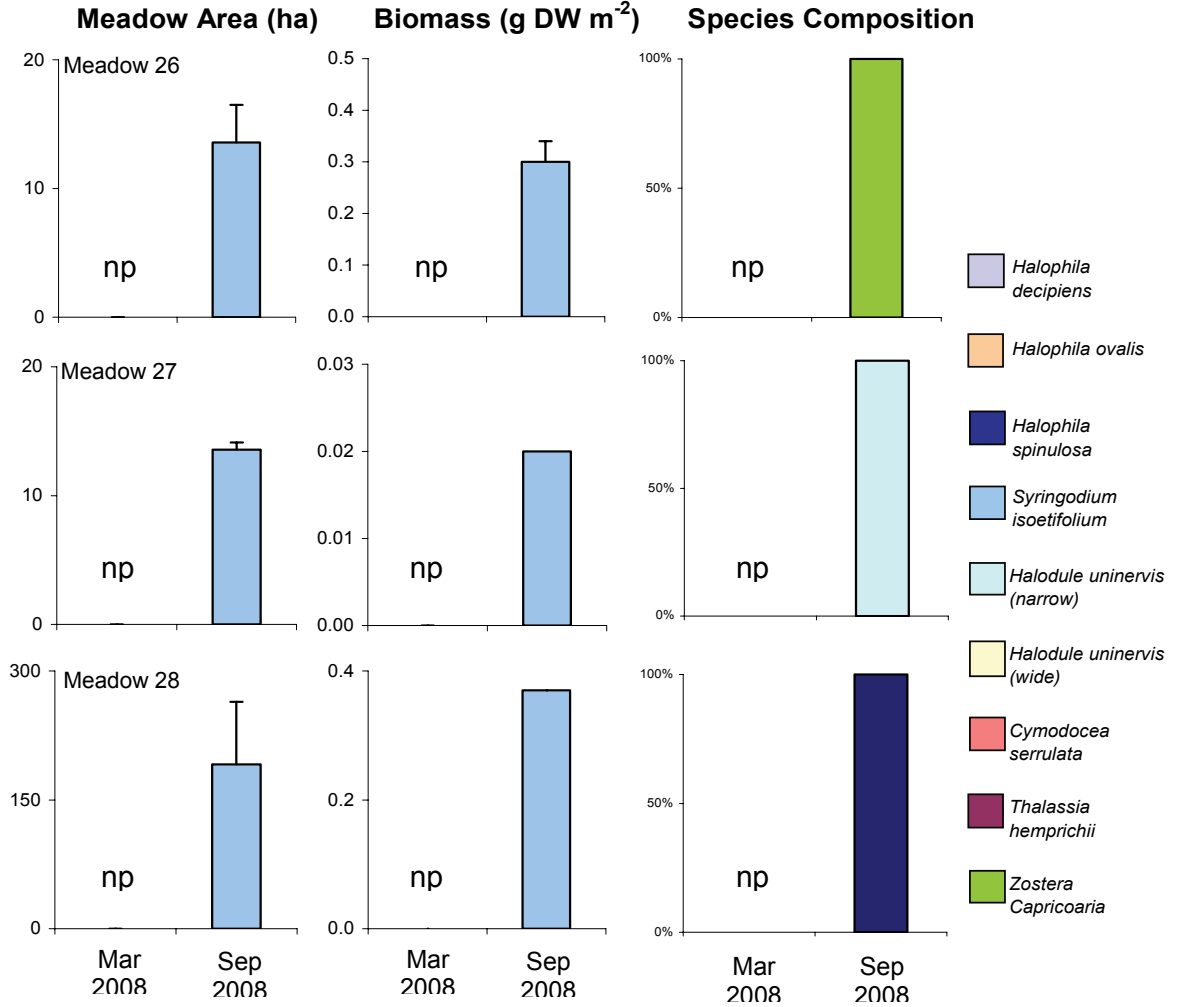 Meadow Area (ha) Biomass (g DW m-2) Species Composition
Meadow 26
20
10
0
np
0.5
0.4
0.3
0.2
0.1
0.0
np
100%
50%
0%
np
Meadow 27
20
10
0
np
0.03
0.02
0.01
0.00
np
100%
50%
0%
np
Meadow 28
300
150
0
np
0.4
0.2
0.0
np
100%
50%
0%
np
Mar
2008
Sep
2008
Mar
2008
Sep
2008
Mar
2008
Sep
2008
Halophila
decipiens
Halophila ovalis
Halophila
spinulosa
Syringodium
isoetifolium
Halodule uninervis
(narrow)
Halodule uninervis
(wide)
Cymodocea
serrulata
Thalassia
hemprichii
Zostera
Capricoaria